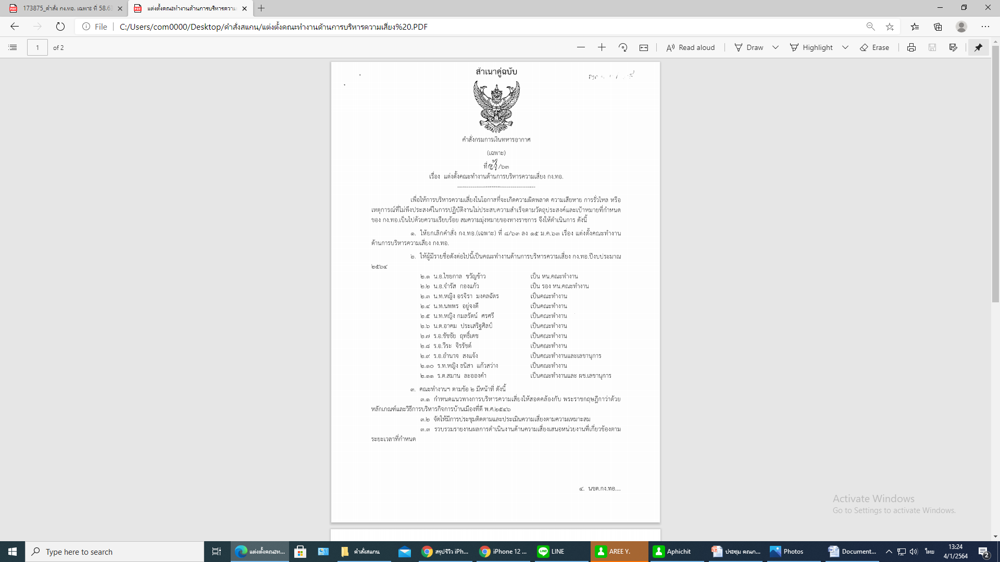 173875_คำสั่ง กง.ทอ. เฉพาะ ที่ 58.63
แต่งตั้งคณะทำงานด้านการบริหารความ
File
C:/Users/com0000/Desktop/คำสั่งสแกน/แต่งตั้งคณะทำงานด้านการบริหารความเสี่ยง%20.PDF
1 of 2
Read aloud
Draw
Highlight
Erase
สำเนาคู่ฉบับ
คำสั่งกรมการเงินทหารอากาศ
(เฉพาะ)
ที่ /๖๓
เรื่อง แต่งตั้งคณะทำงานด้านการบริหารความเสี่ยง กง.ทอ.
----------------------------------------
เพื่อให้การบริหารความเสี่ยงในโอกาสที่จะเกิดความผิดพลาด ความเสียหาย การรั่วไหล หรือ
เหตุการณ์ที่ไม่พึงประสงค์ในการปฏิบัติงานไม่ประสบความสำเร็จตามวัตถุประสงค์และเป้าหมายที่กำหนด
ของ กง.ทอ.เป็นไปด้วยความเรียบร้อย สมความมุ่งหมายของทางราชการ จึงให้ดำเนินการ ดังนี้
๑. ให้ยกเลิกคำสั่ง กง.ทอ.(เฉพาะ) ที่ ๘/๖๓ ลง ๑๕ ม.ค.๖๓ เรื่อง แต่งตั้งคณะทำงาน
ด้านการบริหารความเสี่ยง กง.ทอ.
๒. ให้ผู้มีรายชื่อดังต่อไปนี้เป็นคณะทำงานด้านการบริหารความเสี่ยง กง.ทอ.ปีงบประมาณ
๒๕๖๔
๒.๑ น.อ.ไชยกาล ขวัญข้าว เป็น หน.คณะทำงาน
๒.๒ น.อ.จำรัส กองแก้ว เป็น รอง หน.คณะทำงาน
๒.๓ น.ท.หญิง อรจิรา มงคลฉัตร เป็นคณะทำงาน
๒.๔ น.ท.นพพร อยู่จงดี เป็นคณะทำงาน
๒.๕ น.ท.หญิง กมลรัตน์ ศรศรี เป็นคณะทำงาน
๒.๖ น.ต.อาคม ประเสริฐศิลป์ เป็นคณะทำงาน
๒.๗ ร.อ.ชัชชัย ฤทธิ์เดช เป็นคณะทำงาน
๒.๘ ร.อ.วีระ จิรรัชต์ เป็นคณะทำงาน
๒.๙ ร.อ.อำนาจ สงแจ้ง เป็นคณะทำงานและเลขานุการ
๒.๑๐ ร.ท.หญิง ธนิสา แก้วสว่าง เป็นคณะทำงาน
๒.๑๑ ร.ต.สมาน ละอองคำ เป็นคณะทำงานและ ผช.เลขานุการ
๓. คณะทำงานฯ ตามข้อ ๒ มีหน้าที่ ดังนี้
๓.๑ กำหนดแนวทางการบริหารความเสี่ยงให้สอดคล้องกับ พระราชกฤษฎีกาว่าด้วย
หลักเกณฑ์และวิธีการบริหารกิจการบ้านเมืองที่ดี พ.ศ.๒๕๔๖
๓.๒ จัดให้มีการประชุมติดตามและประเมินความเสี่ยงตามความเหมาะสม
๓.๓ รวบรวมรายงานผลการดำเนินงานด้านความเสี่ยงเสนอหน่วยงานที่เกี่ยวข้องตาม
ระยะเวลาที่กำหนด
๔. นขต.กง.ทอ....
Activate Windows
Go to Settings to activate Windows.
Type here to search
แต่งตั้งคณะท...
คำสั่งสแกน
สรุปรีวิว iPh...
iPhone 12 ...
LINE
AREE Y.
Aphichit
ประชุม คณก...
Photos
Document...
ไทย
13:24
4/1/2564
2